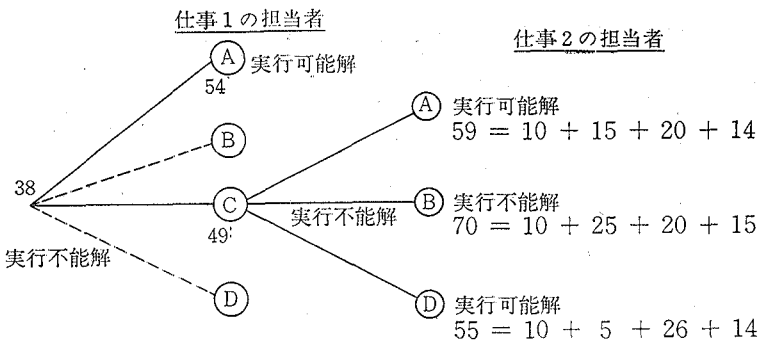 仕事1の担当者
仕事2の担当者
A 実行可能解
54
B
38
C
49
実行不能解
D
A 実行可能解
59 = 10 + 15 + 20 + 14
実行不能解
B 実行不能解
70 = 10 + 25 + 20 + 15
D 実行可能解
55 = 10 + 5 + 26 + 14